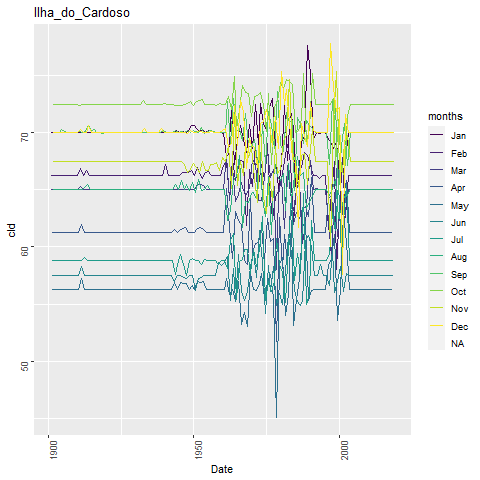 Ilha_do_Cardoso
cld
70
60
50
1900
1950
2000
Date
months
Jan
Feb
Mar
Apr
May
Jun
Jul
Aug
Sep
Oct
Nov
Dec
NA